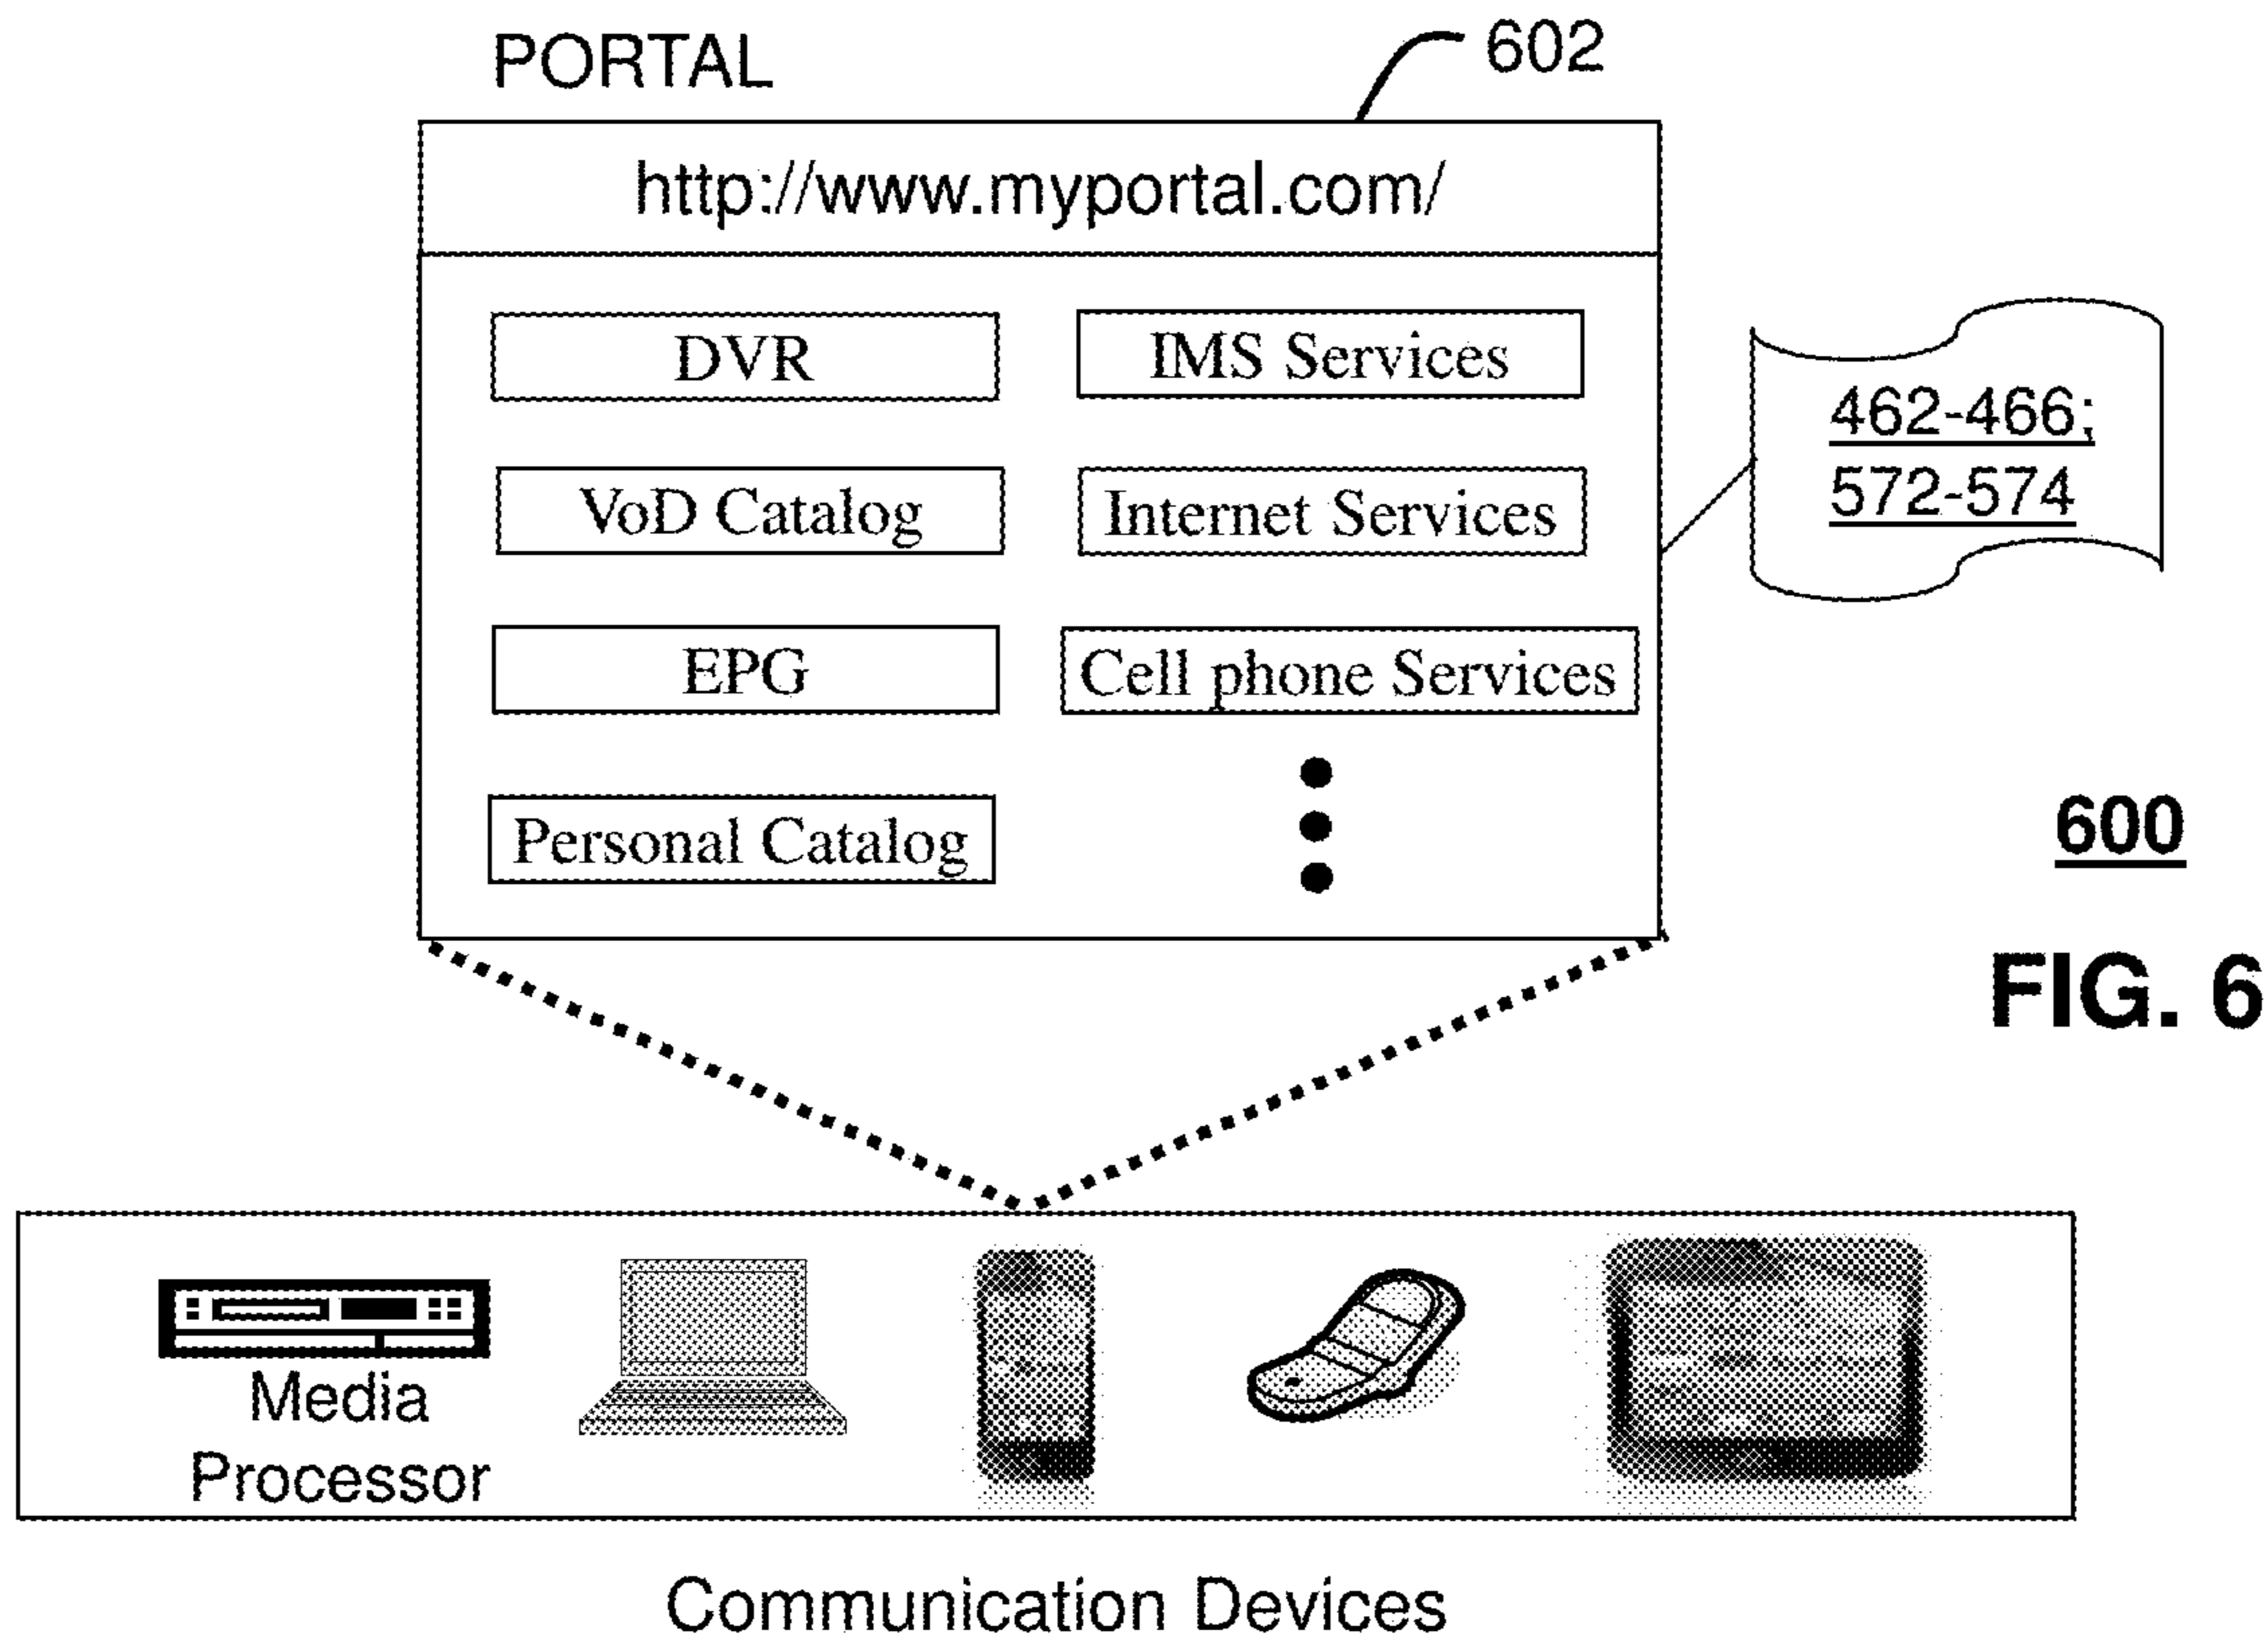 PORTAL
602
http://www.myportal.com/
DVR
IMS Services
462-466;
572-574
VoD Catalog
Internet Services
EPG
Cell phone Services
Personal Catalog
600
FIG. 6
Media
Processor
Communication Devices